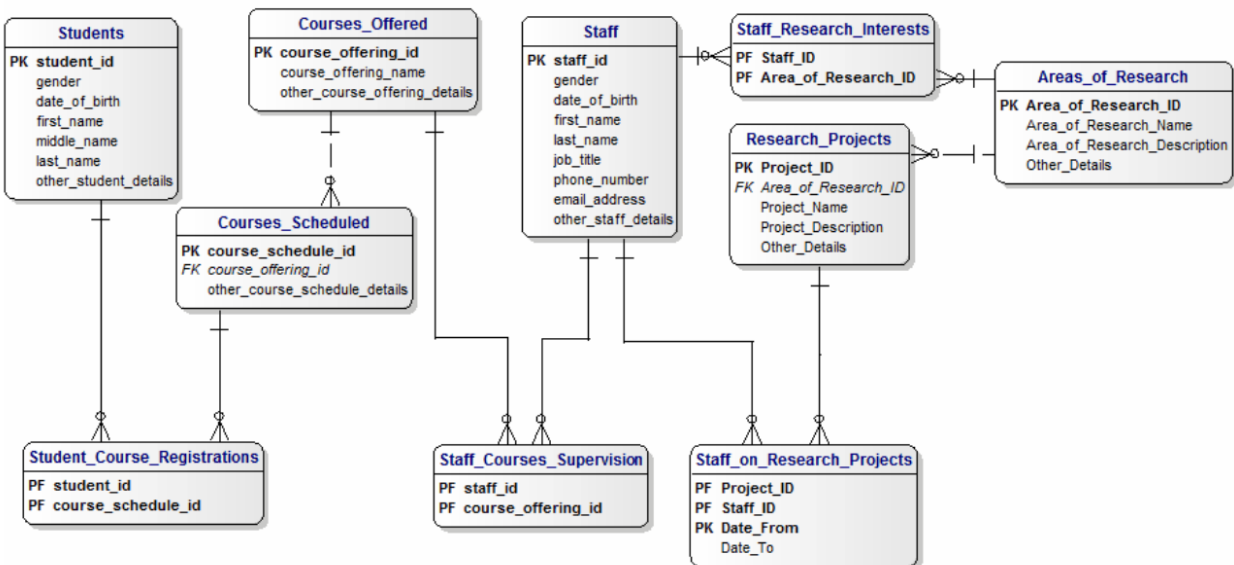 Students
PK student_id
gender
date_of_birth
first_name
middle_name
last_name
other_student_details
Courses_Offered
PK course_offering_id
course_offering_name
other_course_offering_details
Staff
PK staff_id
gender
date_of_birth
first_name
last_name
job_title
phone_number
email_address
other_staff_details
Staff_Research_Interests
PF Staff_ID
PF Area_of_Research_ID
Areas_of_Research
PK Area_of_Research_ID
Area_of_Research_Name
Area_of_Research_Description
Other_Details
Research_Projects
PK Project_ID
FK Area_of_Research_ID
Project_Name
Project_Description
Other_Details
Courses_Scheduled
PK course_schedule_id
FK course_offering_id
other_course_schedule_details
Student_Course_Registrations
PF student_id
PF course_schedule_id
Staff_Courses_Supervision
PF staff_id
PF course_offering_id
Staff_on_Research_Projects
PF Project_ID
PF Staff_ID
PK Date_From
Date_To